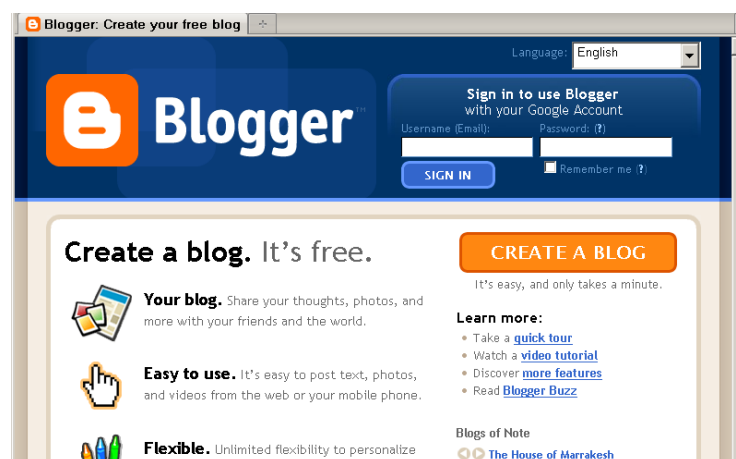 Blogger: Create your free blog
Language: English
Blogger™
Sign in to use Blogger
with your Google Account
Username (Email): Password: (?)
SIGN IN
Remember me (?)
Create a blog. It's free.
CREATE A BLOG
It's easy, and only takes a minute.
Your blog. Share your thoughts, photos, and
more with your friends and the world.
Easy to use. It's easy to post text, photos,
and videos from the web or your mobile phone.
Flexible. Unlimited flexibility to personalize
Learn more:
• Take a quick tour
• Watch a video tutorial
• Discover more features
• Read Blogger Buzz
Blogs of Note
The House of Marrakesh